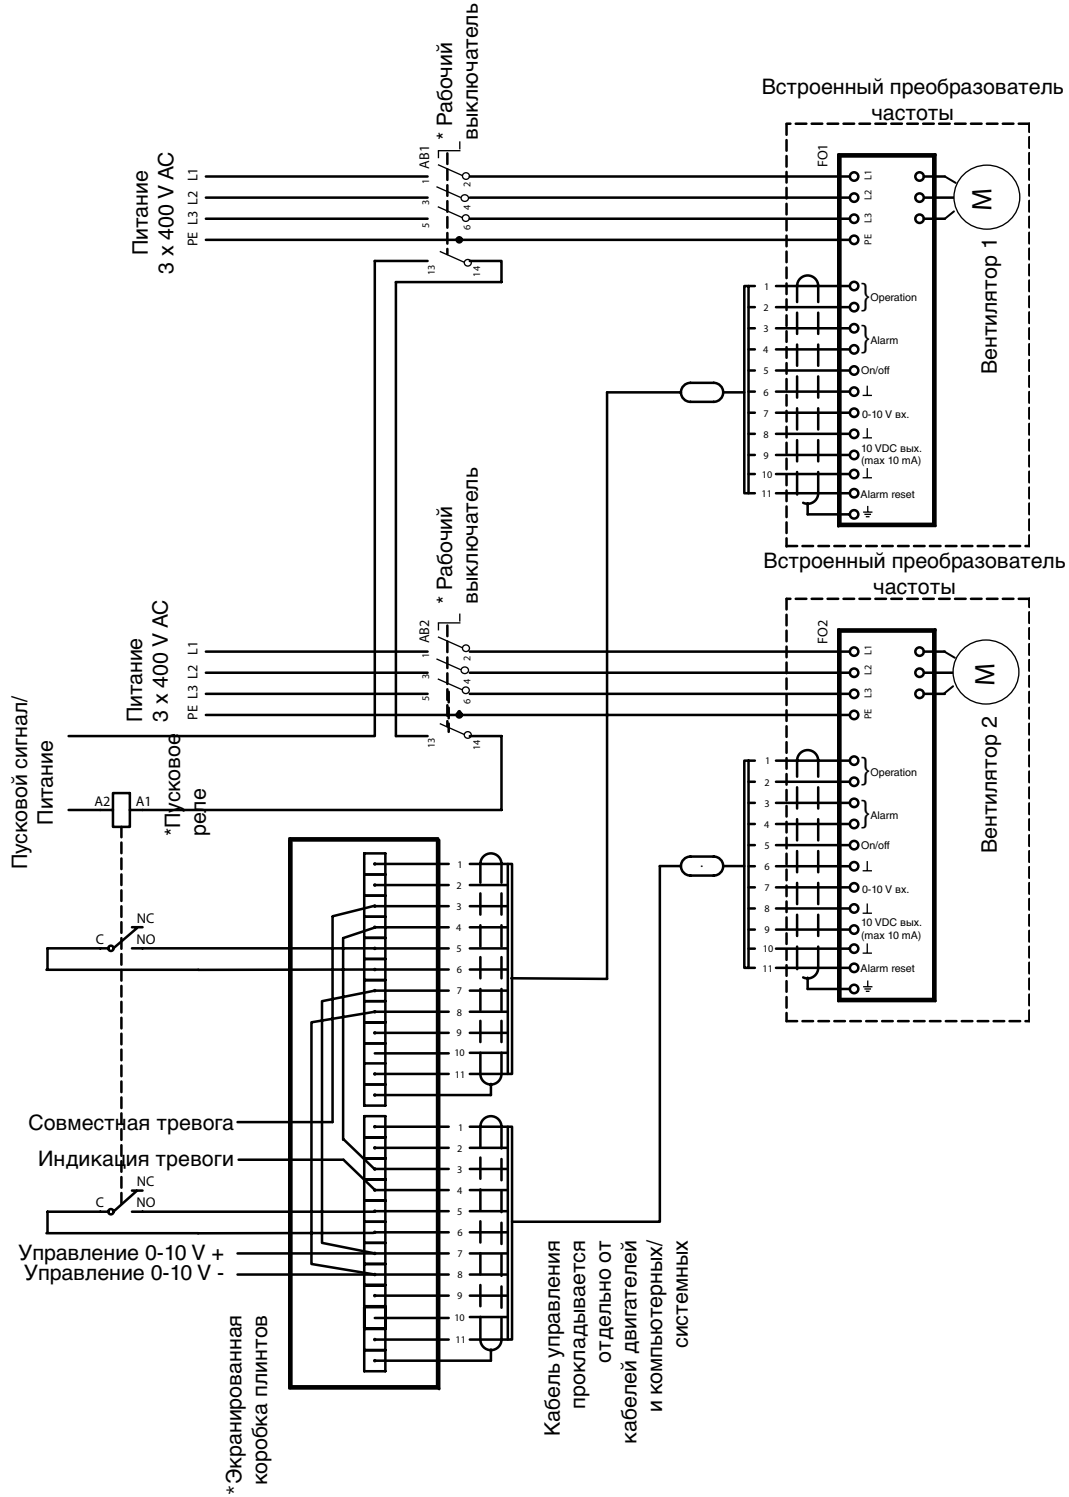 Питание
3 x 400 V AC
PE L3 L2 L1
AB1
* Рабочий
выключатель
1
3
5
13
2
4
6
14
Встроенный преобразователь
частоты
FO1
L1
L2
L3
PE
M
Вентилятор 1
1
2
3
4
5
6
7
8
9
10
11
Operation
Alarm
On/off
0-10 V вх.
10 VDC вых.
(max 10 mA)
Alarm reset
Питание
3 x 400 V AC
PE L3 L2 L1
AB2
* Рабочий
выключатель
1
3
5
13
2
4
6
14
Встроенный преобразователь
частоты
FO2
L1
L2
L3
PE
M
Вентилятор 2
1
2
3
4
5
6
7
8
9
10
11
Operation
Alarm
On/off
0-10 V вх.
10 VDC вых.
(max 10 mA)
Alarm reset
Пусковой сигнал/
Питание
A2
A1
*Пусковое
реле
C
NC
NO
1
2
3
4
5
6
7
8
9
10
11
Совместная тревога
Индикация тревоги
C
NC
NO
Управление 0-10 V +
Управление 0-10 V -
1
2
3
4
5
6
7
8
9
10
11
*Экранированная
коробка плинтов
Кабель управления
прокладывается
отдельно от
кабелей двигателей
и компьютерных/
системных